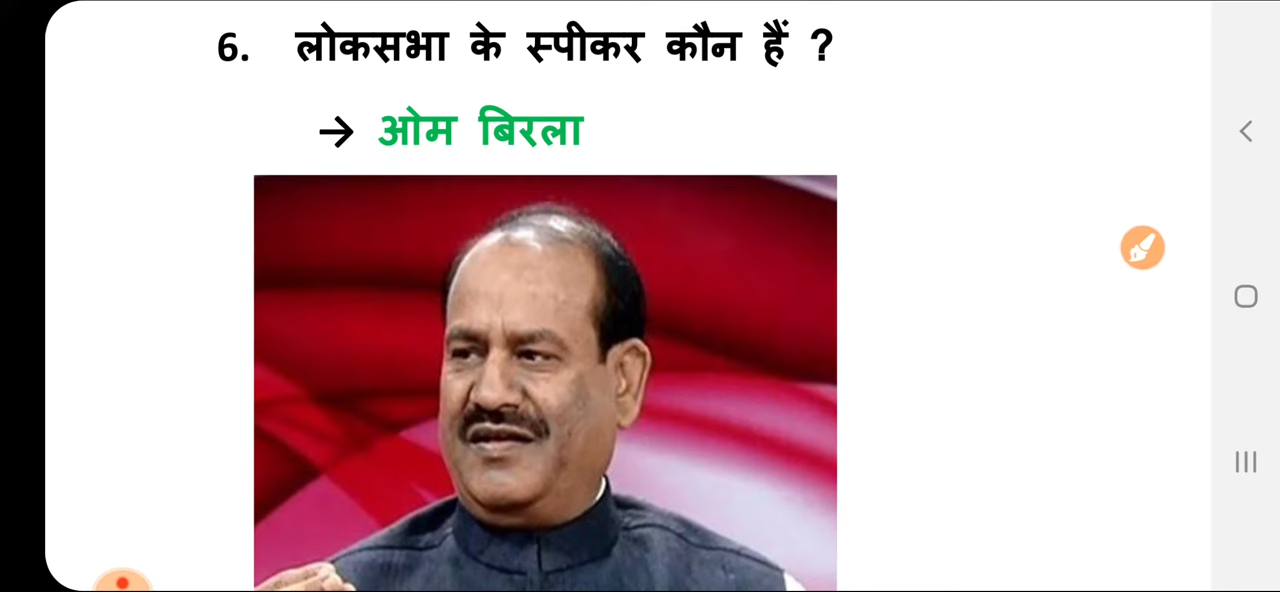 6. लोकसभा के स्पीकर कौन हैं ?
→ ओम बिरला